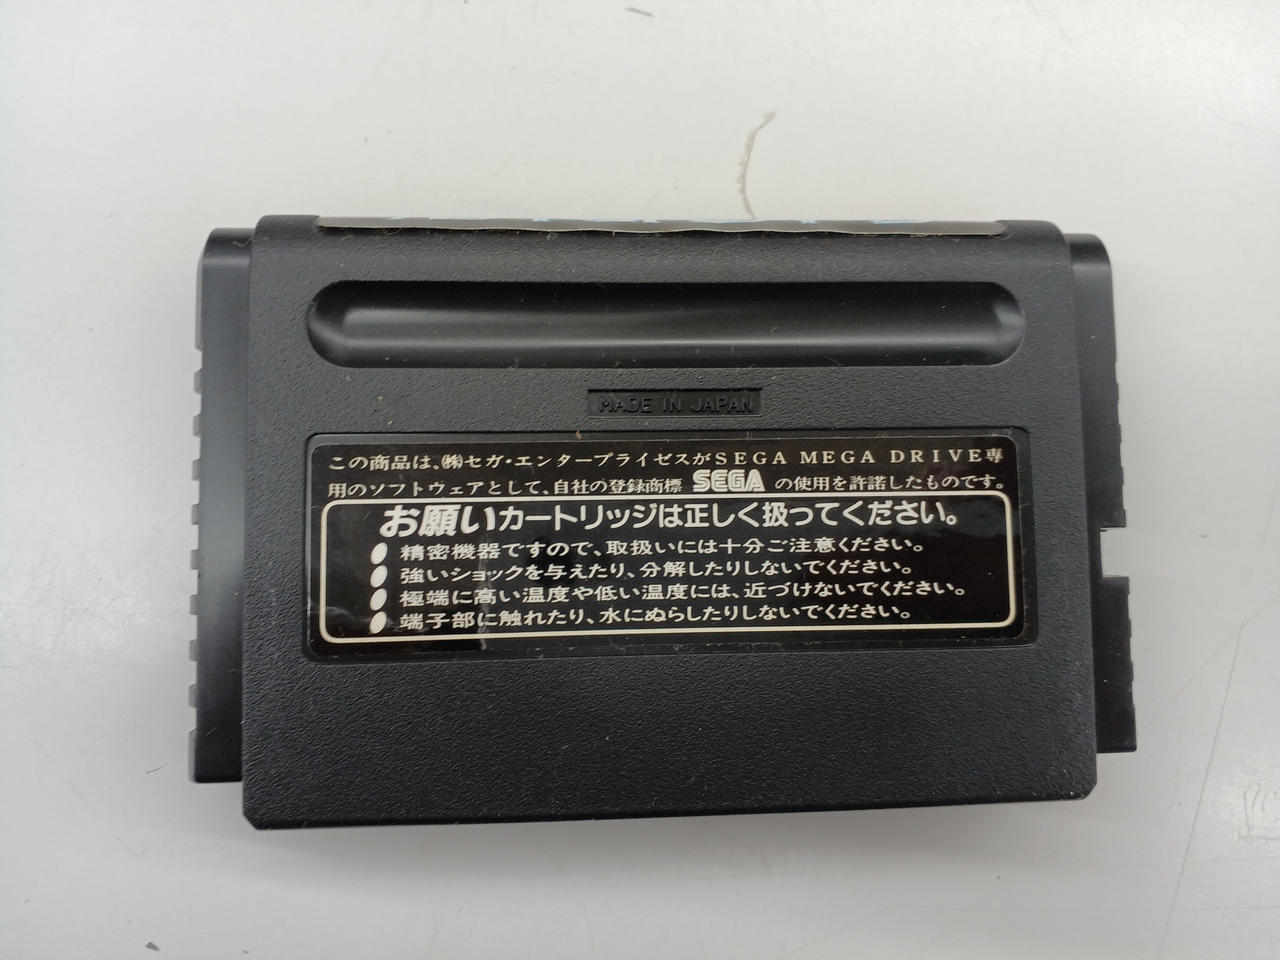 MADE IN JAPAN
この商品は、㈱セガ・エンタープライゼスがSEGA MEGA DRIVE専
用のソフトウェアとして、自社の登録商標 SEGA の使用を許諾したものです。
お願いカートリッジは正しく扱ってください。
●精密機器ですので、取扱いには十分ご注意ください。
●強いショックを与えたり、分解したりしないでください。
●極端に高い温度や低い温度には、近づけないでください。
●端子部に触れたり、水にぬらしたりしないでください。